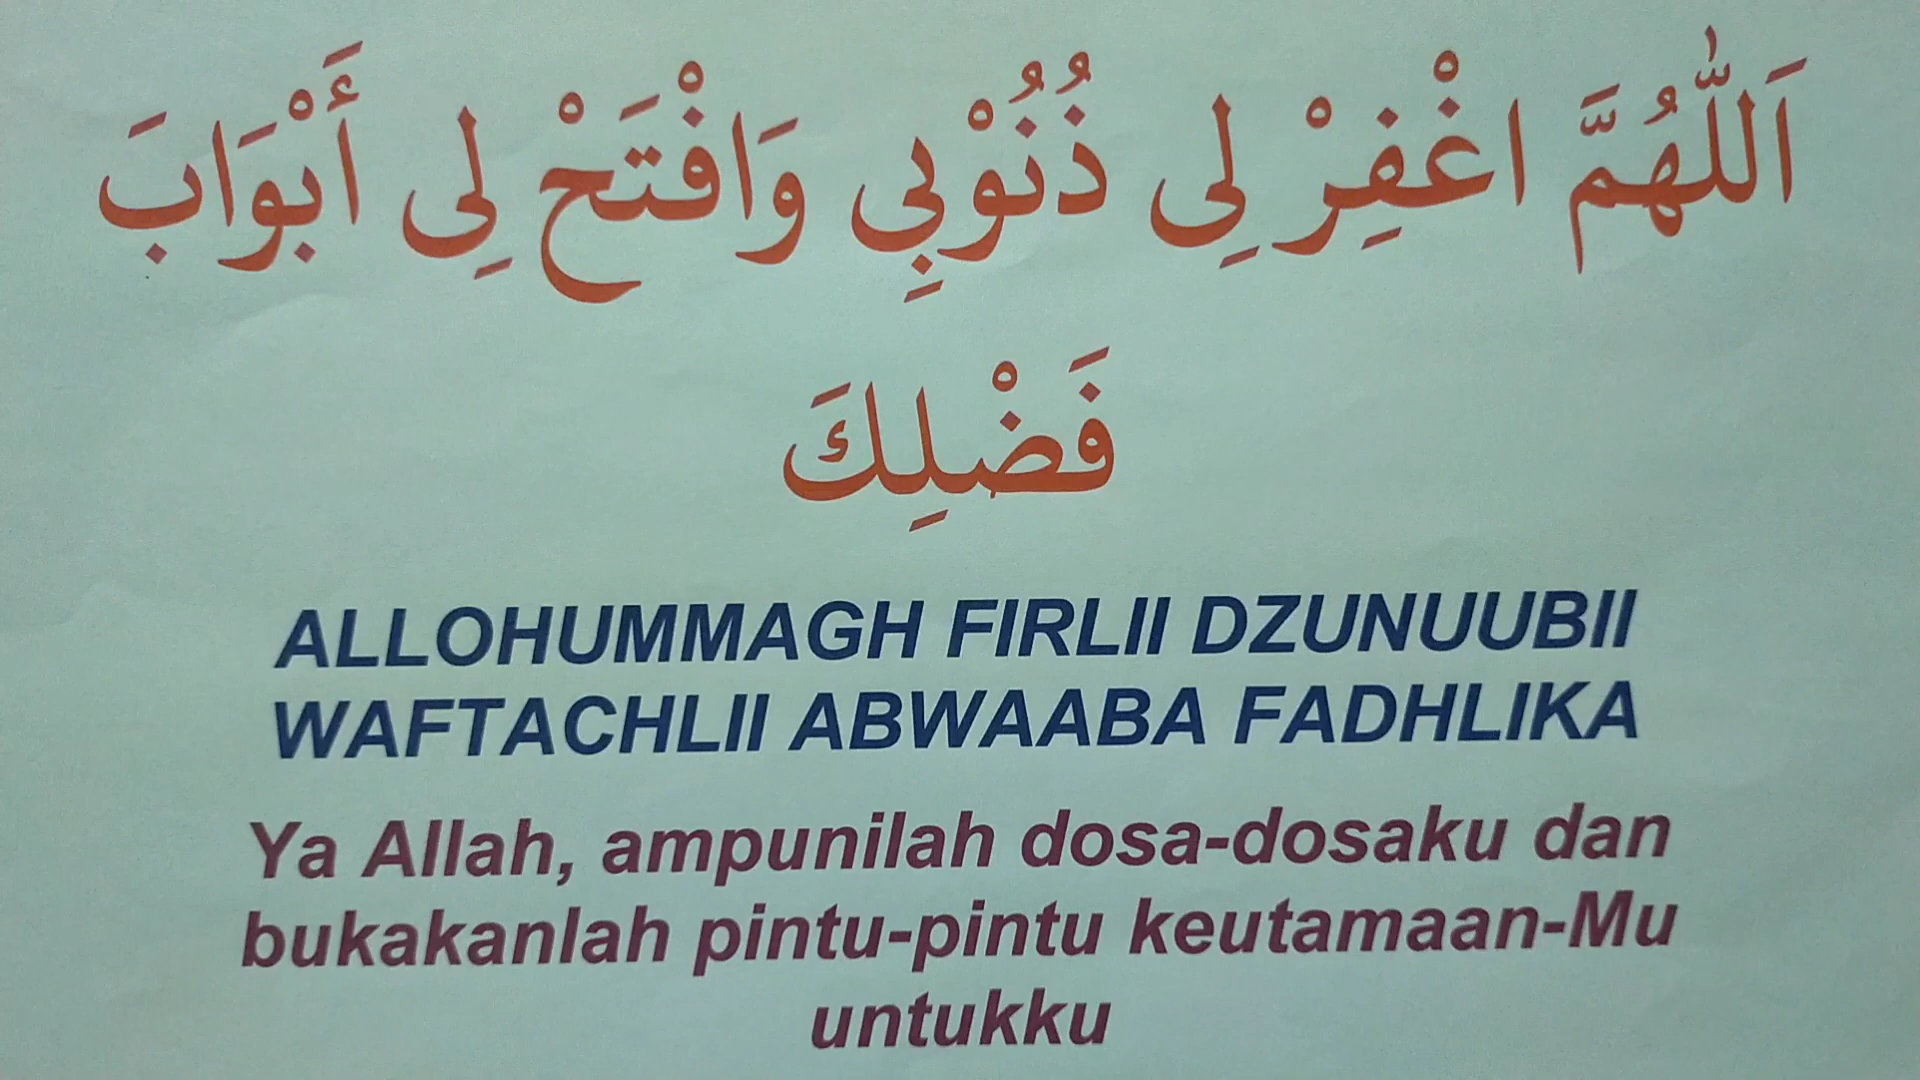 اَللّٰهُمَّ اغْفِرْ لِى ذُنُوْبِي وَافْتَحْ لِى أَبْوَابَ
فَضْلِكَ
ALLOHUMMAGH FIRLII DZUNUUBII
WAFTACHLII ABWAABA FADHLIKA
Ya Allah, ampunilah dosa-dosaku dan
bukakanlah pintu-pintu keutamaan-Mu
untukku